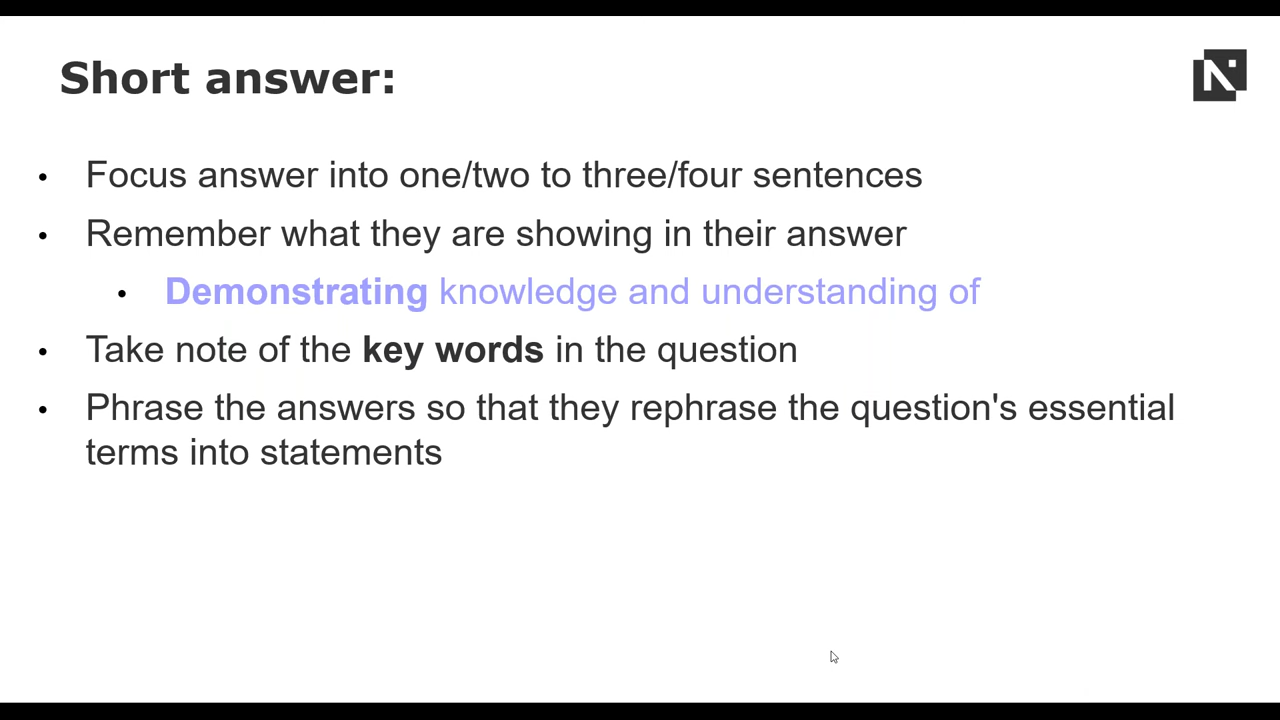 Short answer:
• Focus answer into one/two to three/four sentences
• Remember what they are showing in their answer
• Demonstrating knowledge and understanding of
• Take note of the key words in the question
• Phrase the answers so that they rephrase the question's essential
terms into statements
N